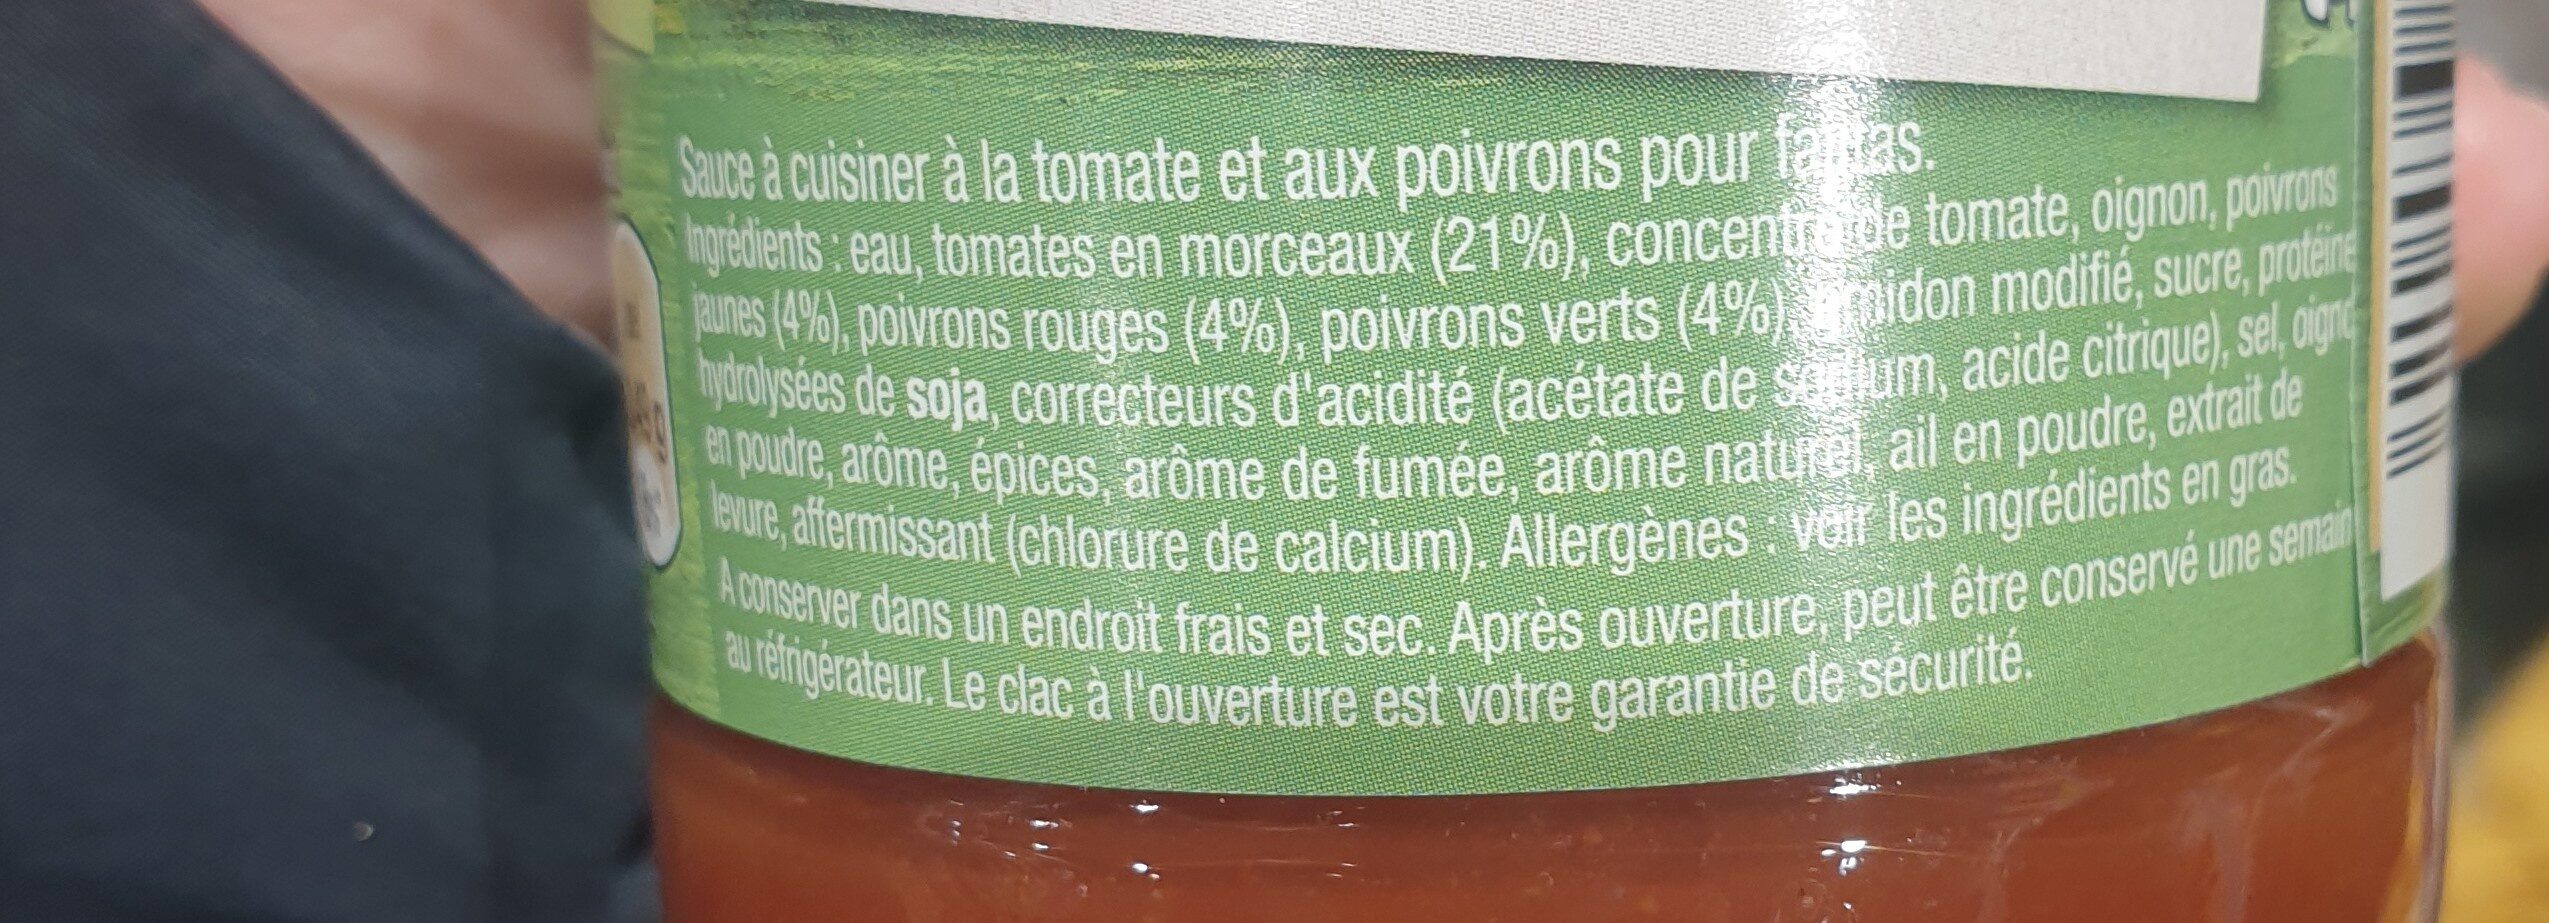 Sauce à cuisiner à la tomate et aux poivrons pour fajitas.
Ingrédients : eau, tomates en morceaux (21%), concentré de tomate, oignon, poivrons
jaunes (4%), poivrons rouges (4%), poivrons verts (4%), amidon modifié, sucre, protéine
hydrolysées de soja, correcteurs d'acidité (acétate de sodium, acide citrique), sel, oigno
en poudre, arôme, épices, arôme de fumée, arôme naturel, ail en poudre, extrait de
levure, affermissant (chlorure de calcium). Allergènes : voir les ingrédients en gras.
A conserver dans un endroit frais et sec. Après ouverture, peut être conservé une semain
au réfrigérateur. Le clac à l'ouverture est votre garantie de sécurité.